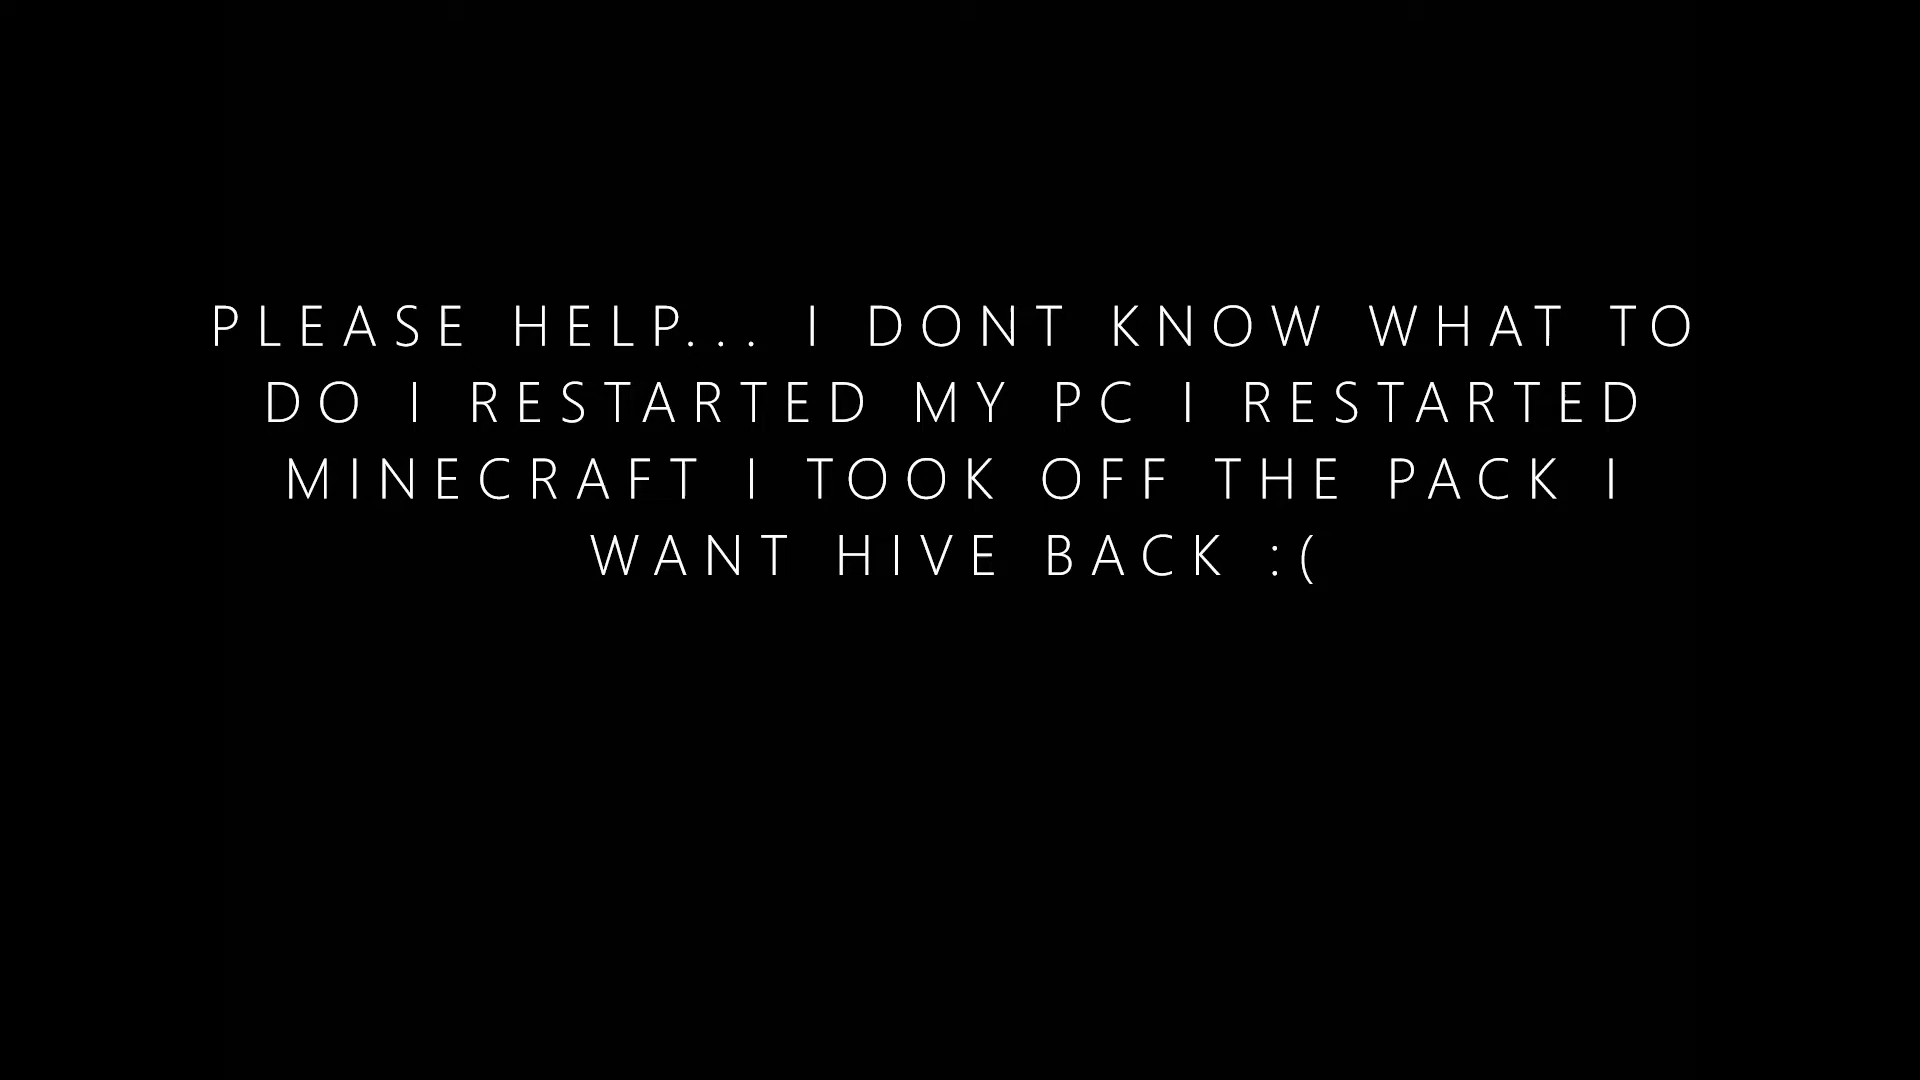 PLEASE HELP... I DONT KNOW WHAT TO
DO I RESTARTED MY PC I RESTARTED
MINECRAFT I TOOK OFF THE PACK I
WANT HIVE BACK :(